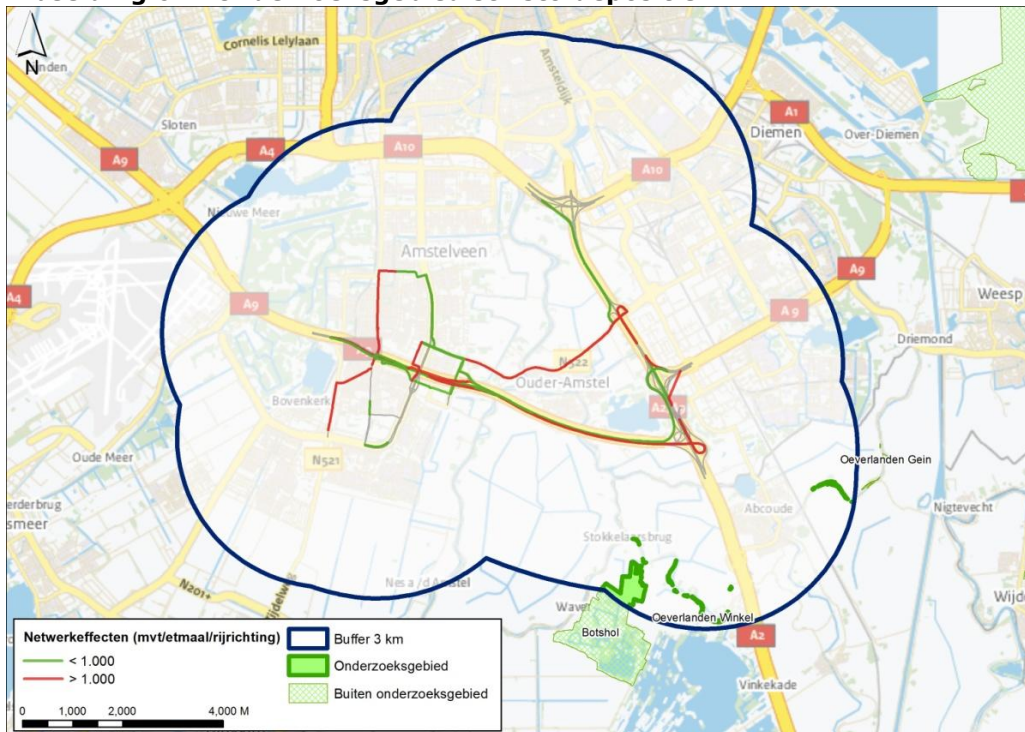 N
Cornelis Lelylaan
Amsteldijk
Sloten
A9
A4
A10
A10
A1
Diemen
Over-Diemen
Nieuwe Meer
Amstelveen
A4
A9
A9
A9
Weesp
Driemond
N522
Ouder-Amstel
Bovenkerk
Oude Meer
N521
Oeverlanden Gein
Abcoude
Nigtevecht
Stokkelaarsbrug
N201
Nes a/d Amstel
Waver
Oeverlanden Winkel
Botshol
A2
Vinkekade
Netwerkeffecten (mvt/etmaal/rijrichting)
< 1.000
> 1.000
Buffer 3 km
Onderzoeksgebied
Buiten onderzoeksgebied
0 1,000 2,000 4,000 M